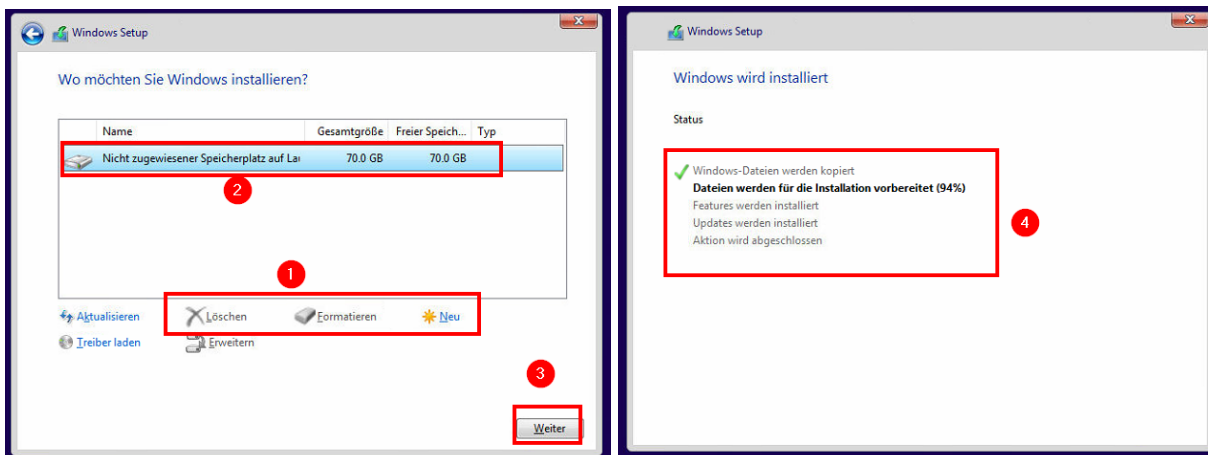 Windows Setup
Wo möchten Sie Windows installieren?
Name Gesamtgröße Freier Speich... Typ
Nicht zugewiesener Speicherplatz auf Lau 70.0 GB 70.0 GB
2
1
Aktualisieren Löschen Formatieren Neu
Treiber laden Erweitern
3
Weiter
Windows Setup
Windows wird installiert
Status
Windows-Dateien werden kopiert
Dateien werden für die Installation vorbereitet (94%)
Features werden installiert
Updates werden installiert
Aktion wird abgeschlossen
4